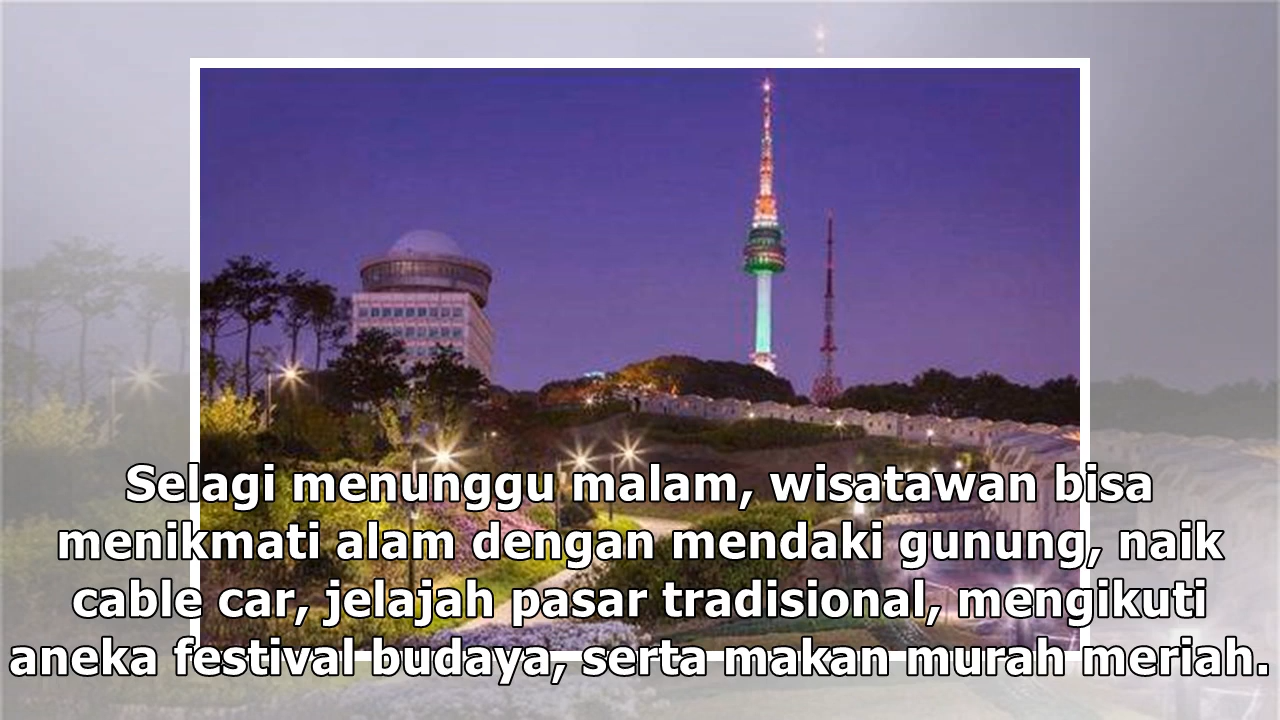 Selagi menunggu malam, wisatawan bisa
menikmati alam dengan mendaki gunung, naik
cable car, jelajah pasar tradisional, mengikuti
aneka festival budaya, serta makan murah meriah.